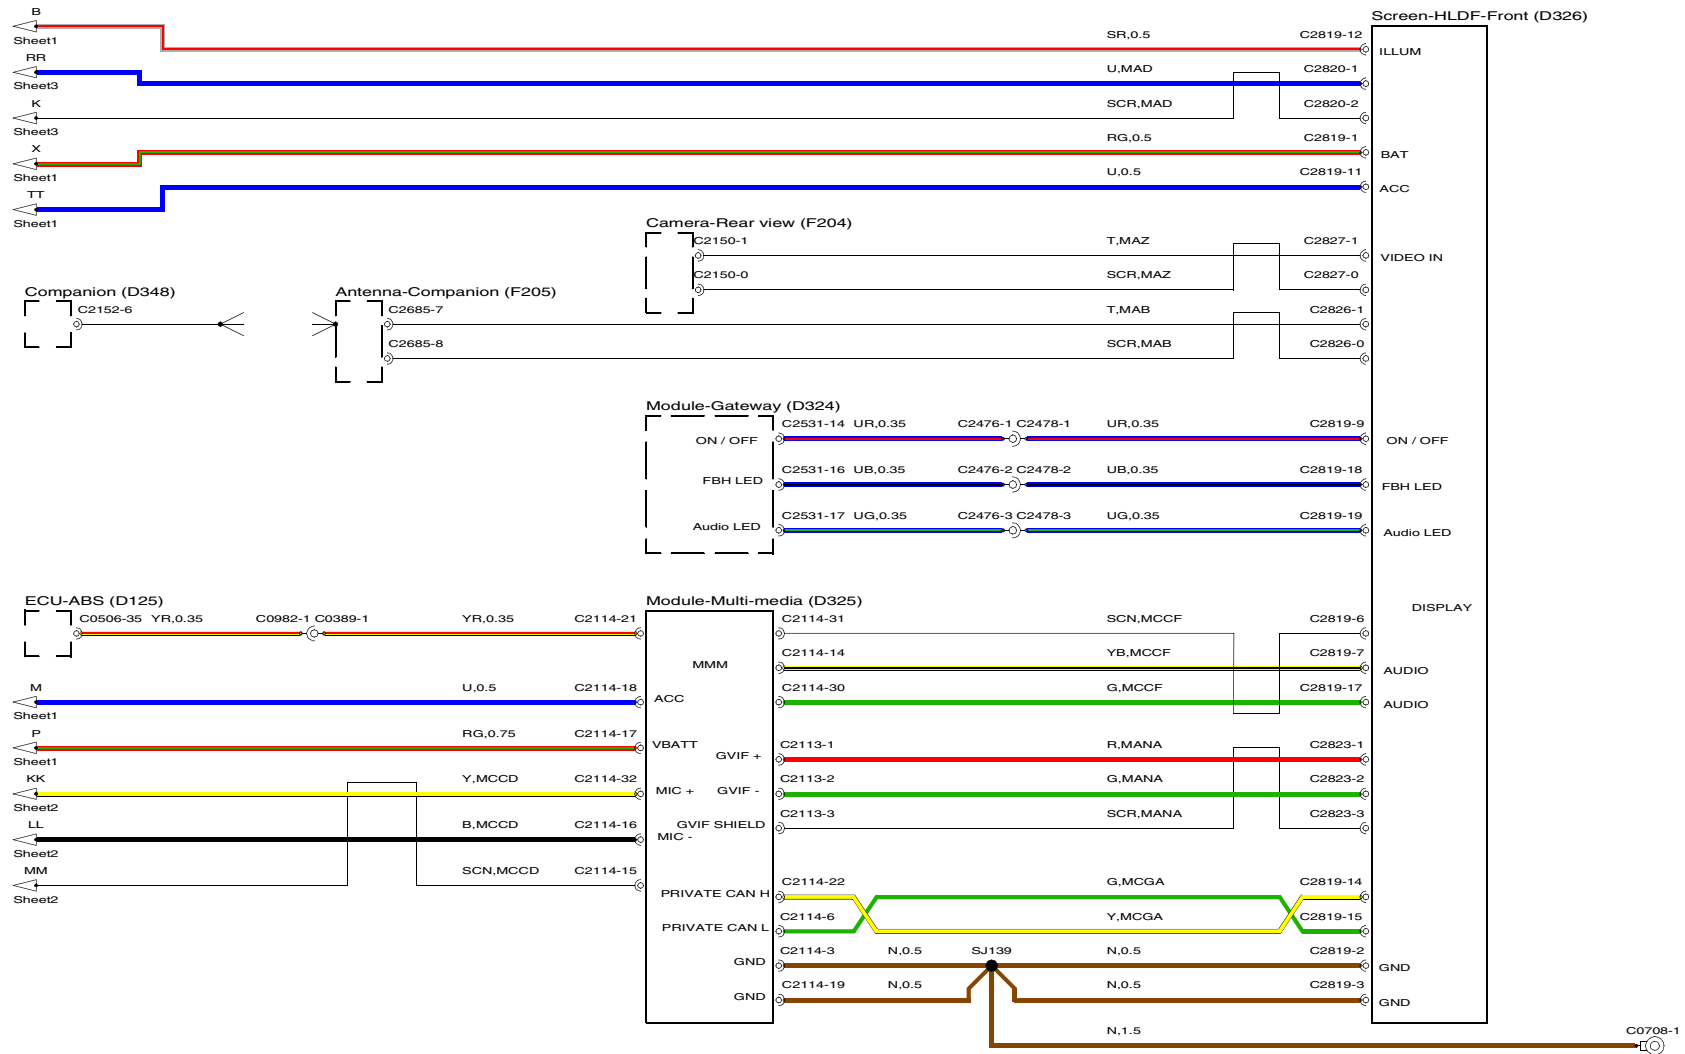 B
Screen-HLDF-Front (D326)
SR,0.5 C2819-12
Sheet1
ILLUM
RR
U,MAD C2820-1
Sheet3
K
SCR,MAD C2820-2
Sheet3
RG,0.5 C2819-1
X
BAT
Sheet1
U,0.5 C2819-11
TT
ACC
Sheet1
Camera-Rear view (F204)
C2150-1 T,MAZ C2827-1
VIDEO IN
C2150-0 SCR,MAZ C2827-0
Companion (D348) Antenna-Companion (F205)
C2152-6 C2685-7 T,MAB C2826-1
C2685-8 SCR,MAB C2826-0
Module-Gateway (D324)
C2531-14 UR,0.35 C2476-1 C2478-1 UR,0.35 C2819-9
ON / OFF ON / OFF
C2531-16 UB,0.35 C2476-2 C2478-2 UB,0.35 C2819-18
FBH LED FBH LED
C2531-17 UG,0.35 C2476-3 C2478-3 UG,0.35 C2819-19
Audio LED Audio LED
ECU-ABS (D125) Module-Multi-media (D325)
DISPLAY
C0506-35 YR,0.35 C0982-1 C0389-1 YR,0.35 C2114-21 C2114-31 SCN,MCCF C2819-6
C2114-14 YB,MCCF C2819-7
MMM AUDIO
M U,0.5 C2114-18 C2114-30 G,MCCF C2819-17
ACC AUDIO
Sheet1
P RG,0.75 C2114-17
VBATT C2113-1 R,MANA C2823-1
GVIF +
Sheet1
KK Y,MCCD C2114-32 C2113-2 G,MANA C2823-2
MIC + GVIF -
Sheet2
C2113-3 SCR,MANA C2823-3
LL B,MCCD C2114-16 GVIF SHIELD
MIC -
Sheet2
MM SCN,MCCD C2114-15
C2114-22 G,MCGA C2819-14
PRIVATE CAN H
Sheet2
C2114-6 Y,MCGA C2819-15
PRIVATE CAN L
C2114-3 N,0.5 SJ139 N,0.5 C2819-2
GND GND
C2114-19 N,0.5 N,0.5 C2819-3
GND GND
N,1.5 C0708-1